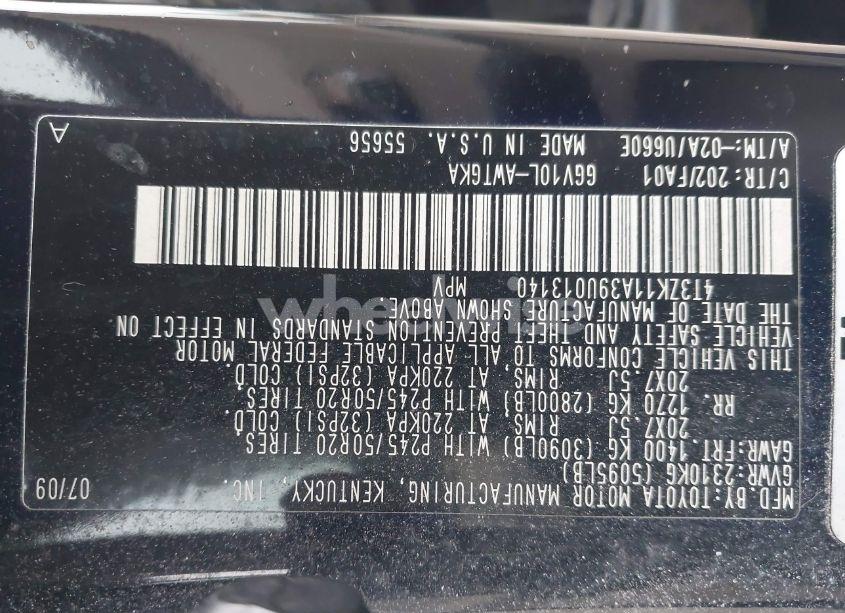 MFD.BY:TOYOTA MOTOR MANUFACTURING, KENTUCKY, INC. 07/09
GVWR:2310KG (5095LB)
GAWR:FRT. 1400 KG (3090LB) WITH P245/50R20 TIRES
20X7.5J RIMS, AT 220KPA (32PSI) COLD.
RR. 1270 KG (2800LB) WITH P245/50R20 TIRES
20X7.5J RIMS, AT 220KPA (32PSI) COLD.
THIS VEHICLE CONFORMS TO ALL APPLICABLE FEDERAL MOTOR
VEHICLE SAFETY AND THEFT PREVENTION STANDARDS IN EFFECT ON
THE DATE OF MANUFACTURE SHOWN ABOVE.
4T3ZK11A39U013140 MPV
C/TR: 202/FA01 GGV10L-AWTGKA
A/TM:-02A/U660E MADE IN U.S.A. 55656
A
wheelwise